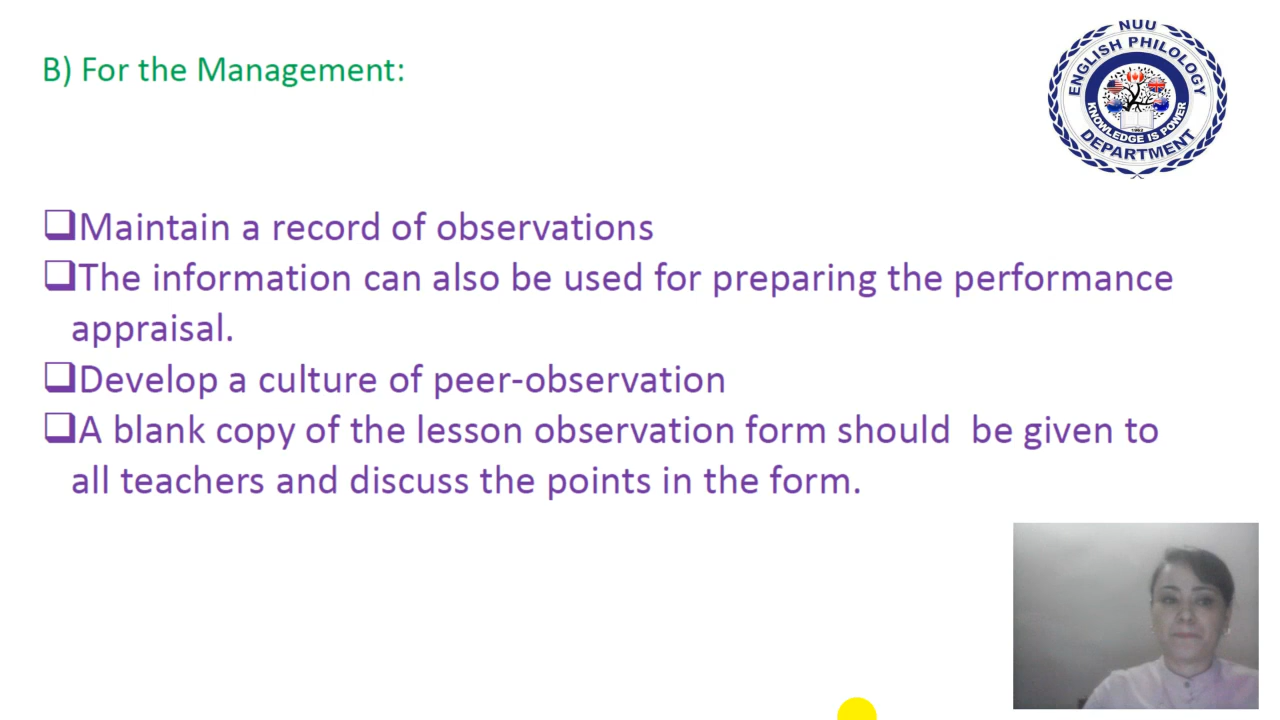 B) For the Management:
NUU
ENGLISH PHILOLOGY
KNOWLEDGE IS POWER
1962
DEPARTMENT
Maintain a record of observations
The information can also be used for preparing the performance
appraisal.
Develop a culture of peer-observation
A blank copy of the lesson observation form should be given to
all teachers and discuss the points in the form.